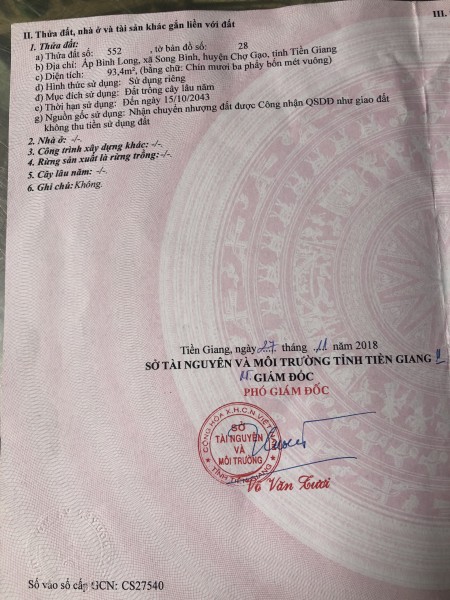 III.
II. Thửa đất, nhà ở và tài sản khác gắn liền với đất
1. Thửa đất:
a) Thửa đất số: 552 , tờ bản đồ số: 28
b) Địa chỉ: Ấp Bình Long, xã Song Bình, huyện Chợ Gạo, tỉnh Tiền Giang
c) Diện tích: 93,4m², (bằng chữ: Chín mươi ba phẩy bốn mét vuông)
d) Hình thức sử dụng: Sử dụng riêng
đ) Mục đích sử dụng: Đất trồng cây lâu năm
e) Thời hạn sử dụng: Đến ngày 15/10/2043
g) Nguồn gốc sử dụng: Nhận chuyển nhượng đất được Công nhận QSDĐ như giao đất
không thu tiền sử dụng đất
2. Nhà ở: -/-.
3. Công trình xây dựng khác: -/-.
4. Rừng sản xuất là rừng trồng: -/-.
5. Cây lâu năm: -/-.
6. Ghi chú: Không.
Tiền Giang, ngày 27 tháng 11 năm 2018
SỞ TÀI NGUYÊN VÀ MÔI TRƯỜNG TỈNH TIỀN GIANG
GIÁM ĐỐC
PHÓ GIÁM ĐỐC
CỘNG HÒA X.H.C.N VIỆT NAM
SỞ
TÀI NGUYÊN
VÀ
MÔI TRƯỜNG
TỈNH TIỀN GIANG
Võ Văn Tươi
Số vào sổ cấp GCN: CS27540